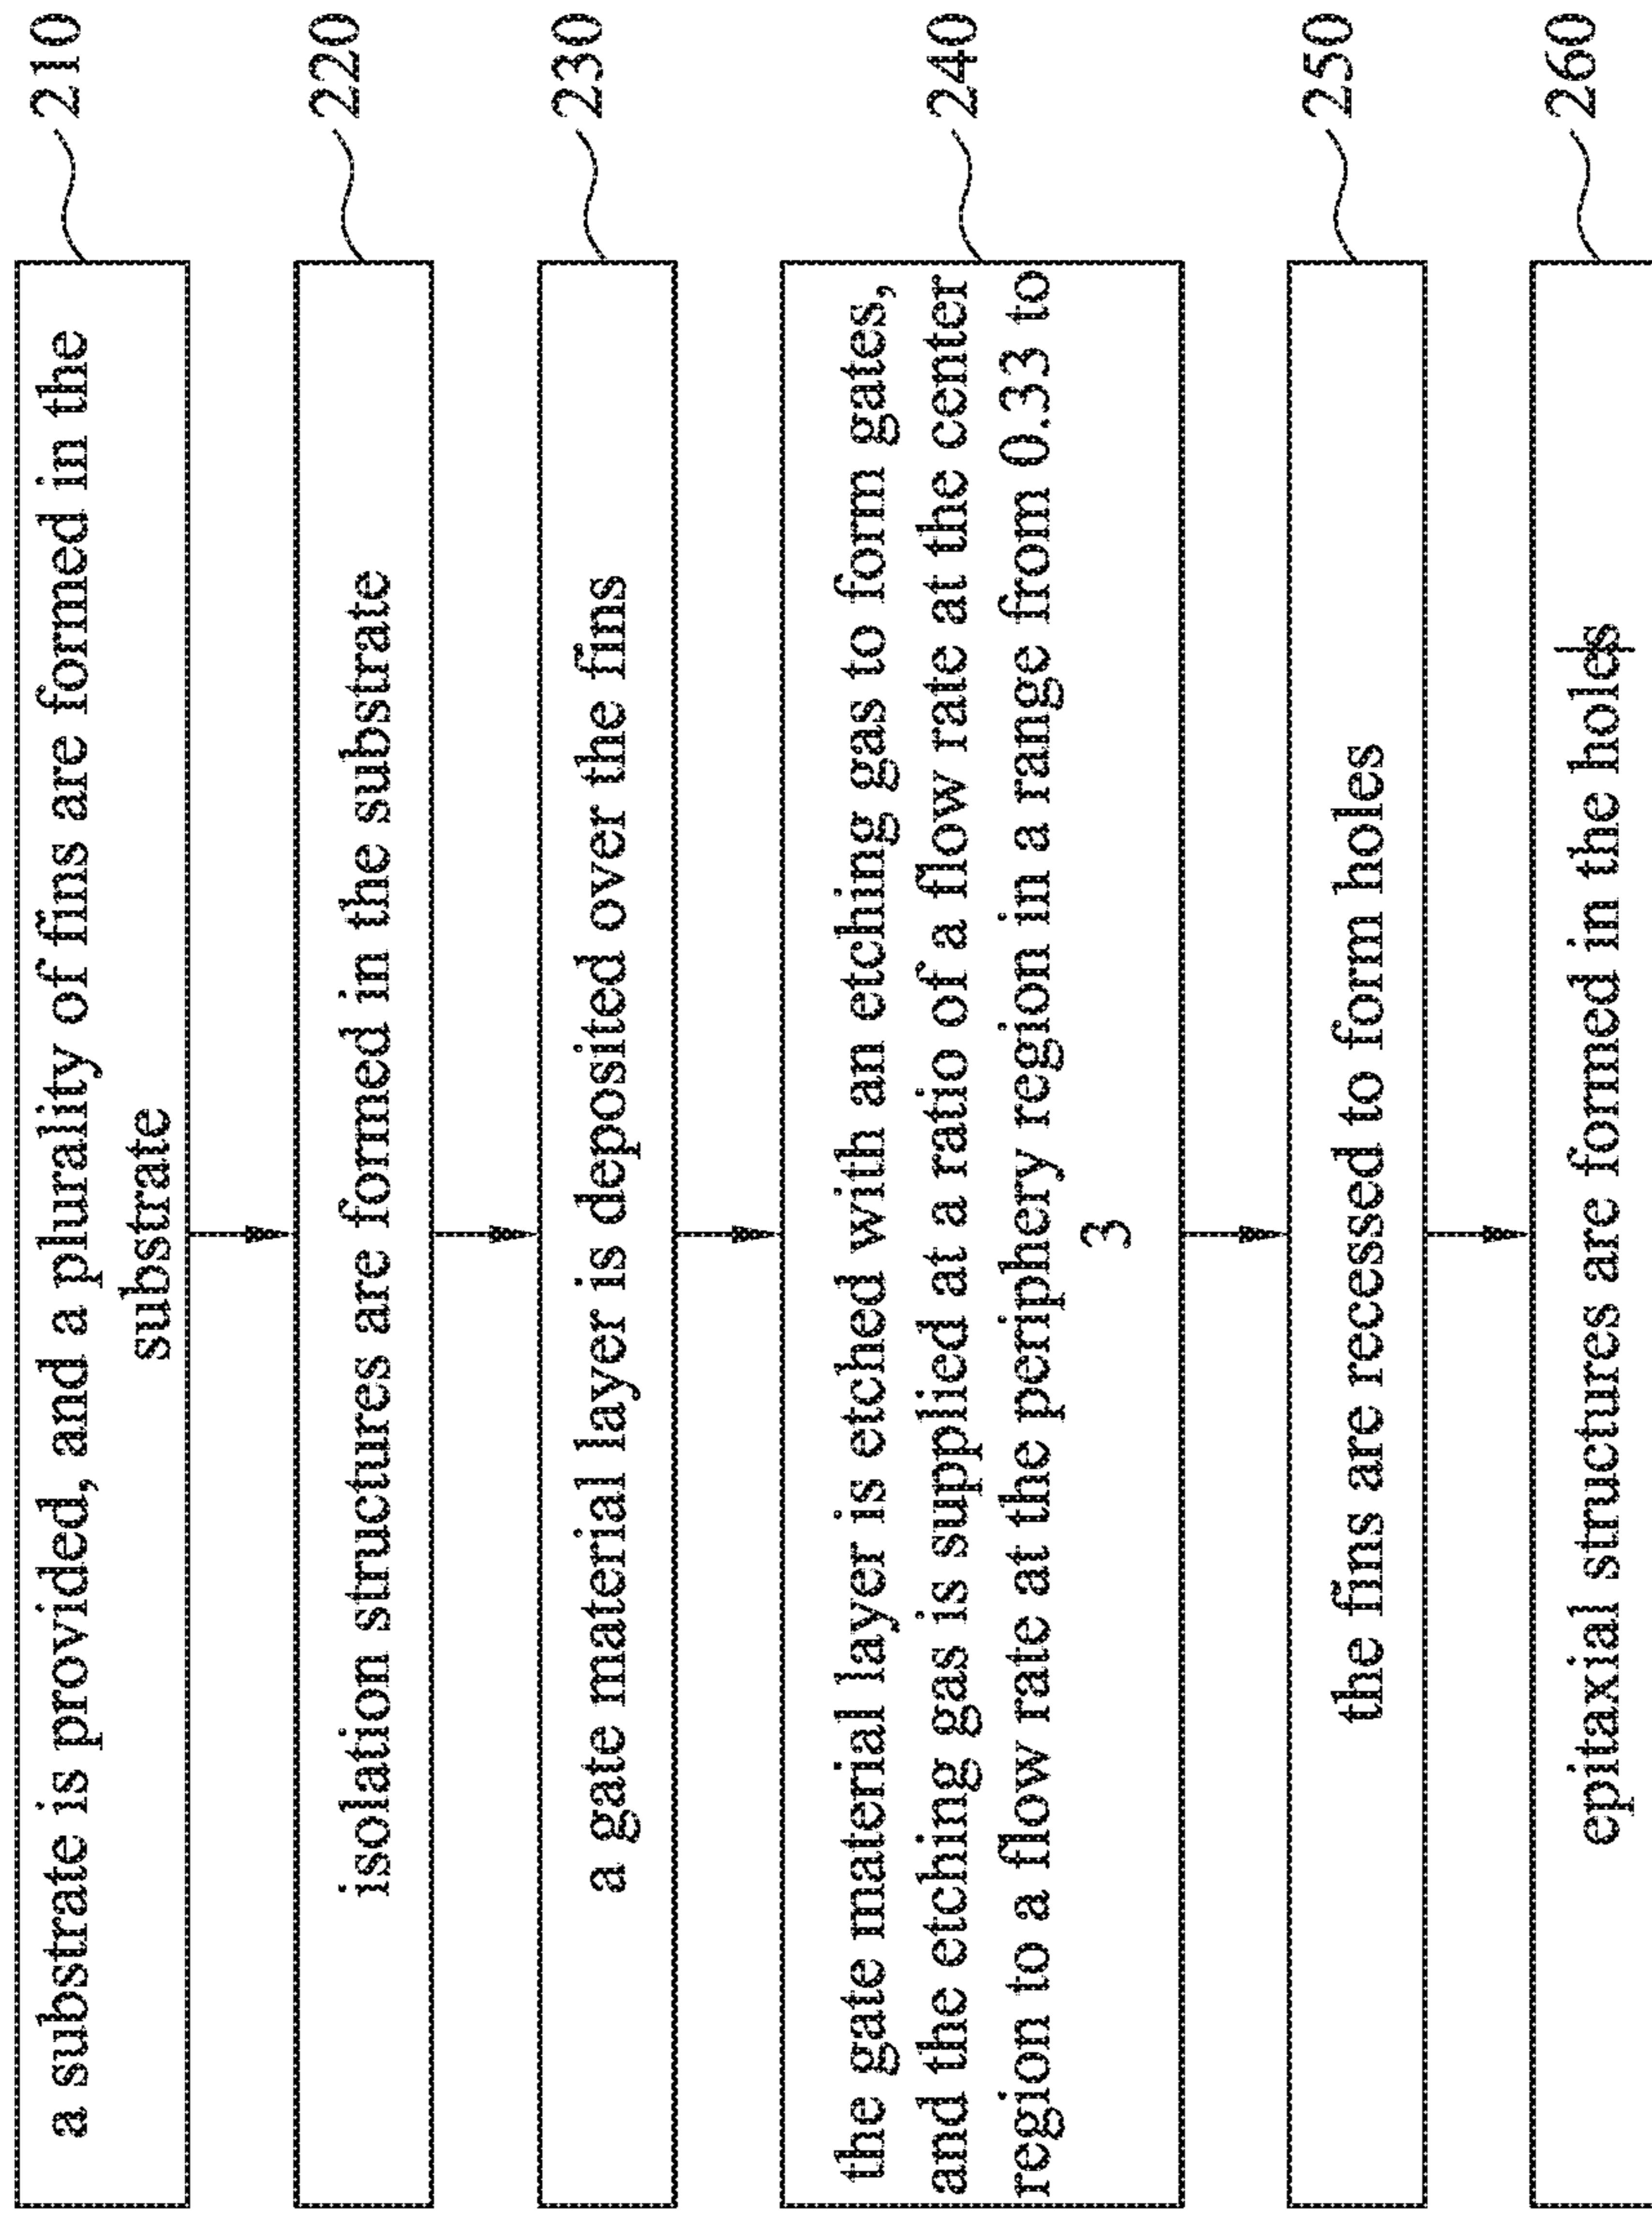 a substrate is provided, and a plurality of fins are formed in the
substrate
210
isolation structures are formed in the substrate
220
a gate material layer is deposited over the fins
230
the gate material layer is etched with an etching gas to form gates,
and the etching gas is supplied at a ratio of a flow rate at the center
region to a flow rate at the periphery region in a range from 0.33 to
3
240
the fins are recessed to form holes
250
epitaxial structures are formed in the holes
260